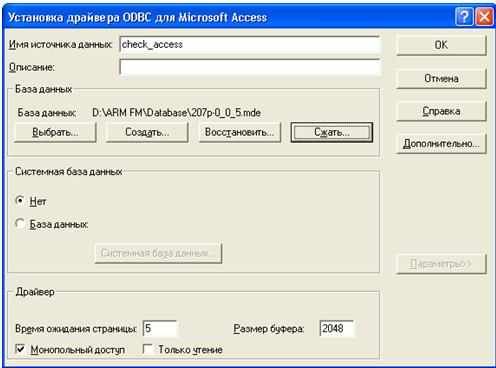 Установка драйвера ODBC для Microsoft Access
Имя источника данных: check_access
OK
Описание:
Отмена
База данных
База данных: D:\ARM FM\Database\207p-0_0_5.mde
Справка
Выбрать... Создать... Восстановить... Сжать...
Дополнительно...
Системная база данных
Нет
База данных:
Системная база данных...
Параметры>>
Драйвер
Время ожидания страницы: 5 Размер буфера: 2048
Монопольный доступ Только чтение